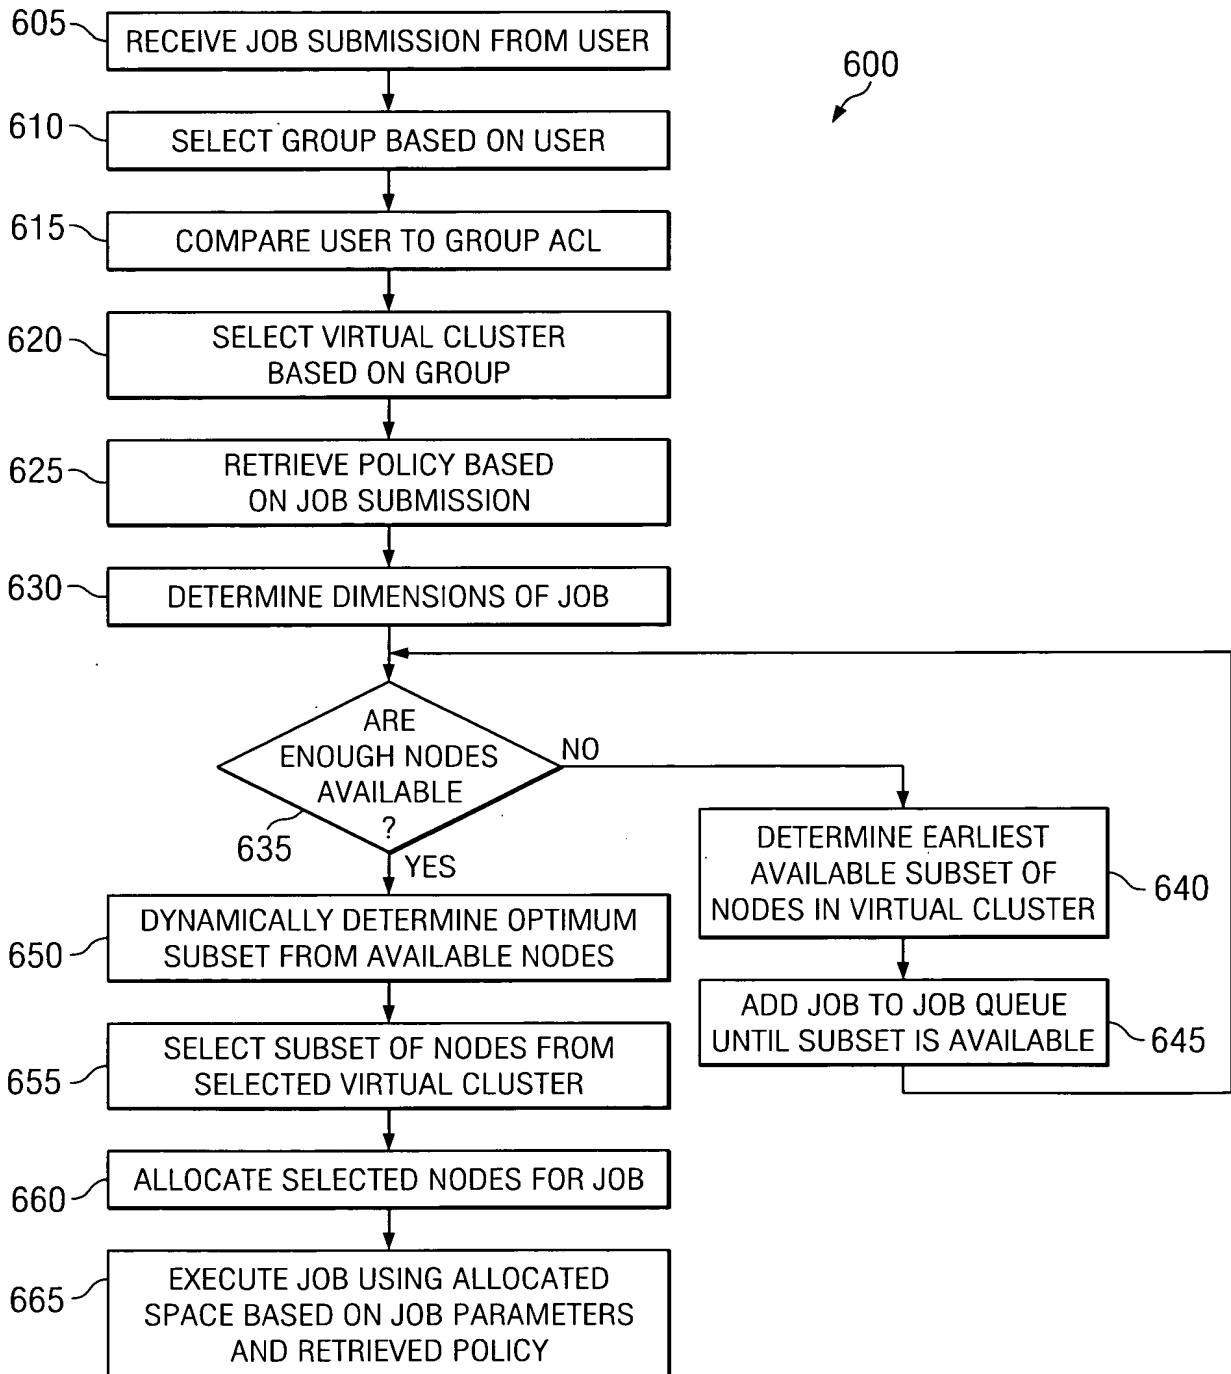 605
RECEIVE JOB SUBMISSION FROM USER
600
610
SELECT GROUP BASED ON USER
615
COMPARE USER TO GROUP ACL
620
SELECT VIRTUAL CLUSTER
BASED ON GROUP
625
RETRIEVE POLICY BASED
ON JOB SUBMISSION
630
DETERMINE DIMENSIONS OF JOB
ARE
ENOUGH NODES
AVAILABLE
?
635
NO
YES
DETERMINE EARLIEST
AVAILABLE SUBSET OF
NODES IN VIRTUAL CLUSTER
640
ADD JOB TO JOB QUEUE
UNTIL SUBSET IS AVAILABLE
645
650
DYNAMICALLY DETERMINE OPTIMUM
SUBSET FROM AVAILABLE NODES
655
SELECT SUBSET OF NODES FROM
SELECTED VIRTUAL CLUSTER
660
ALLOCATE SELECTED NODES FOR JOB
665
EXECUTE JOB USING ALLOCATED
SPACE BASED ON JOB PARAMETERS
AND RETRIEVED POLICY